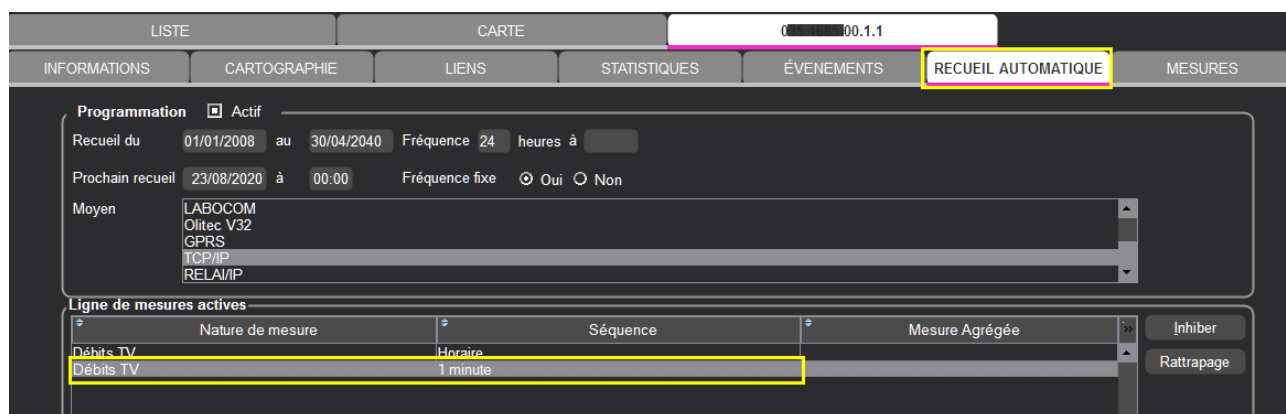 LISTE CARTE 00.1.1
INFORMATIONS CARTOGRAPHIE LIENS STATISTIQUES ÉVENEMENTS RECUEIL AUTOMATIQUE MESURES
Programmation Actif
Recueil du 01/01/2008 au 30/04/2040 Fréquence 24 heures à
Prochain recueil 23/08/2020 à 00:00 Fréquence fixe Oui Non
Moyen LABOCOM
Olitec V32
GPRS
TCP/IP
RELAI/IP
Ligne de mesures actives
Nature de mesure Séquence Mesure Agrégée >> Inhiber
Débits TV Horaire
Débits TV 1 minute Rattrapage